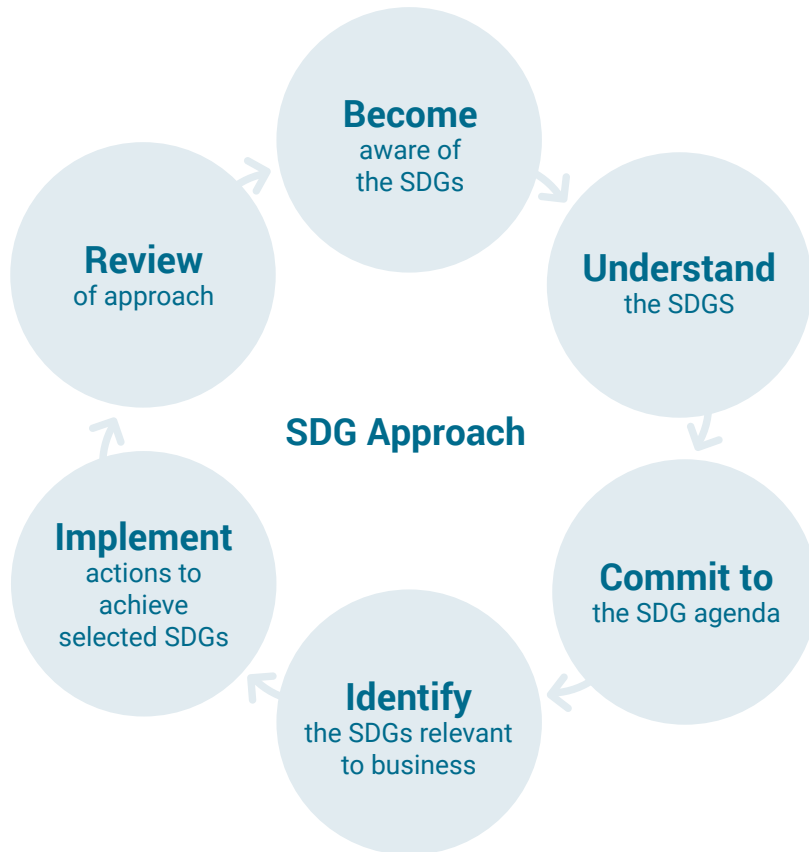 Become
aware of
the SDGs
Understand
the SDGS
Commit to
the SDG agenda
Identify
the SDGs relevant
to business
Implement
actions to
achieve
selected SDGs
Review
of approach
SDG Approach